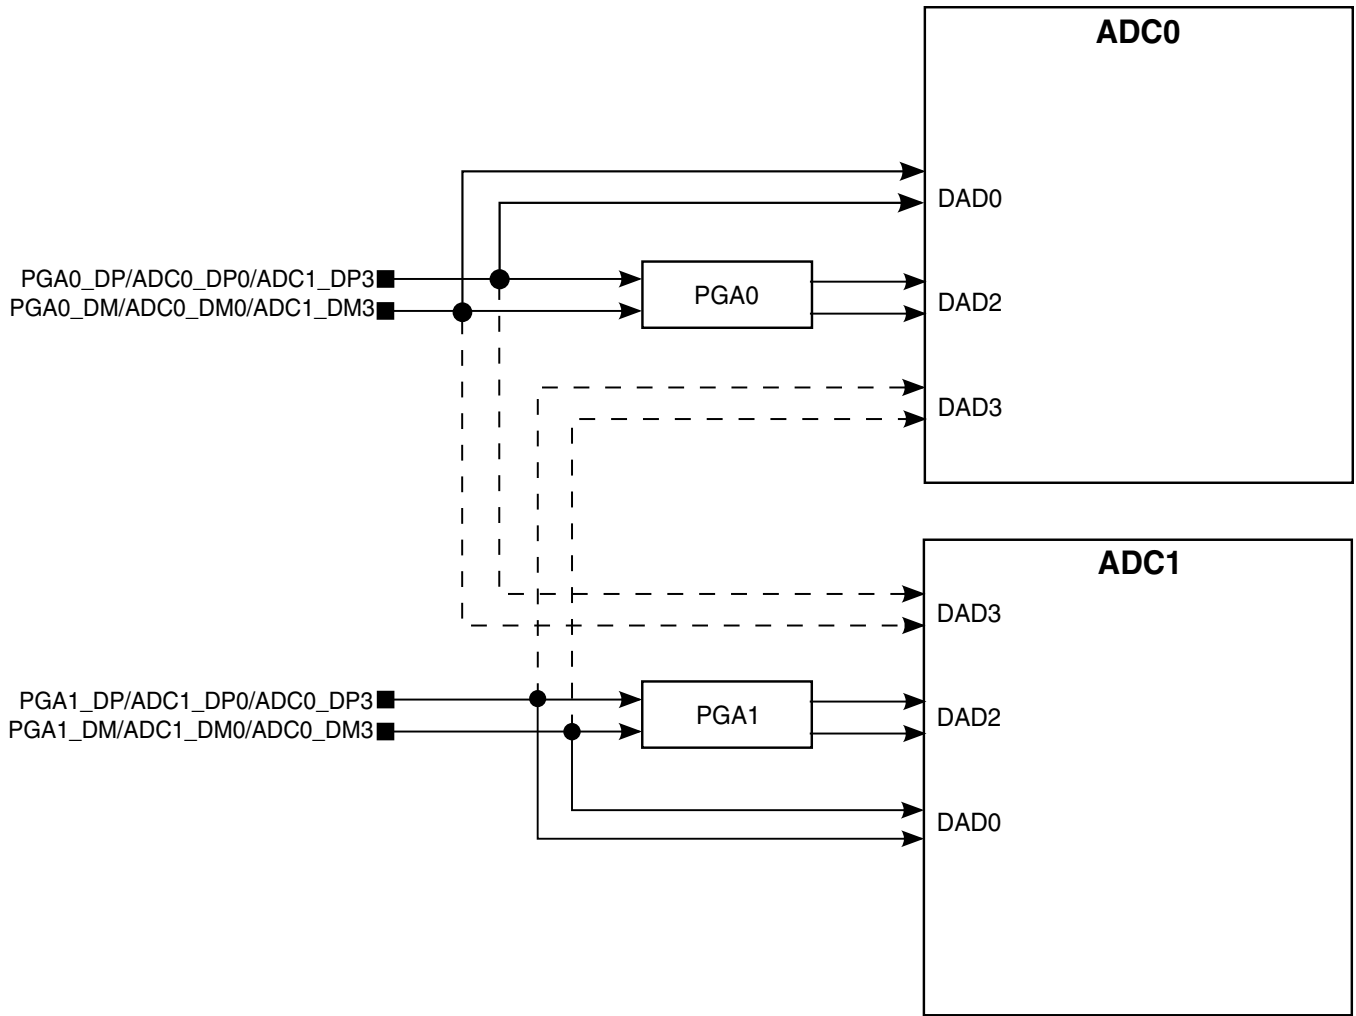 ADC0
DAD0
PGA0_DP/ADC0_DP0/ADC1_DP3
PGA0_DM/ADC0_DM0/ADC1_DM3
PGA0
DAD2
DAD3
ADC1
DAD3
PGA1_DP/ADC1_DP0/ADC0_DP3
PGA1_DM/ADC1_DM0/ADC0_DM3
PGA1
DAD2
DAD0